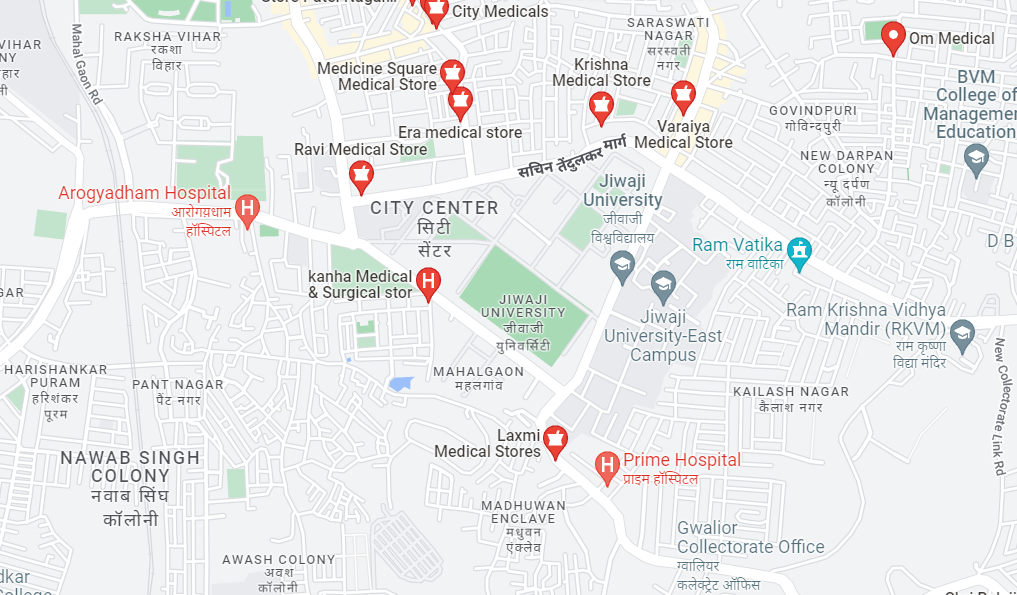 City Medicals
SARASWATI
NAGAR
सरस्वती
नगर
Om Medical
RAKSHA VIHAR
रकशा
विहार
VIHAR
Mahal Gaon Rd
Medicine Square
Medical Store
Krishna
Medical Store
BVM
College of
Management
Education
Era medical store
Varaiya
Medical Store
GOVINDPURI
गोविन्दपुरी
Ravi Medical Store
सचिन तेंदुलकर मार्ग
NEW DARPAN
COLONY
न्यू दर्पण
कॉलोनी
Arogyadham Hospital
आरोग्यधाम
हॉस्पिटल
CITY CENTER
सिटी
सेंटर
Jiwaji
University
जीवाजी
विश्वविद्यालय
Ram Vatika
राम वाटिका
D B
kanha Medical
& Surgical stor
JIWAJI
UNIVERSITY
जीवाजी
युनिवर्सिटी
Jiwaji
University-East
Campus
Ram Krishna Vidhya
Mandir (RKVM)
राम कृष्णा
विद्या मंदिर
GAR
HARISHANKAR
PURAM
हरिशंकर
पूरम
PANT NAGAR
पैंट नगर
MAHALGAON
महलगांव
KAILASH NAGAR
कैलाश नगर
New Collectorate Link Rd
Laxmi
Medical Stores
NAWAB SINGH
COLONY
नवाब सिंघ
कॉलोनी
Prime Hospital
प्राइम हॉस्पिटल
MADHUWAN
ENCLAVE
मधुवन
एंक्लेव
Gwalior
Collectorate Office
ग्वालियर
कलेक्ट्रेट ऑफिस
AWASH COLONY
अवश
कॉलोनी
dkar
College